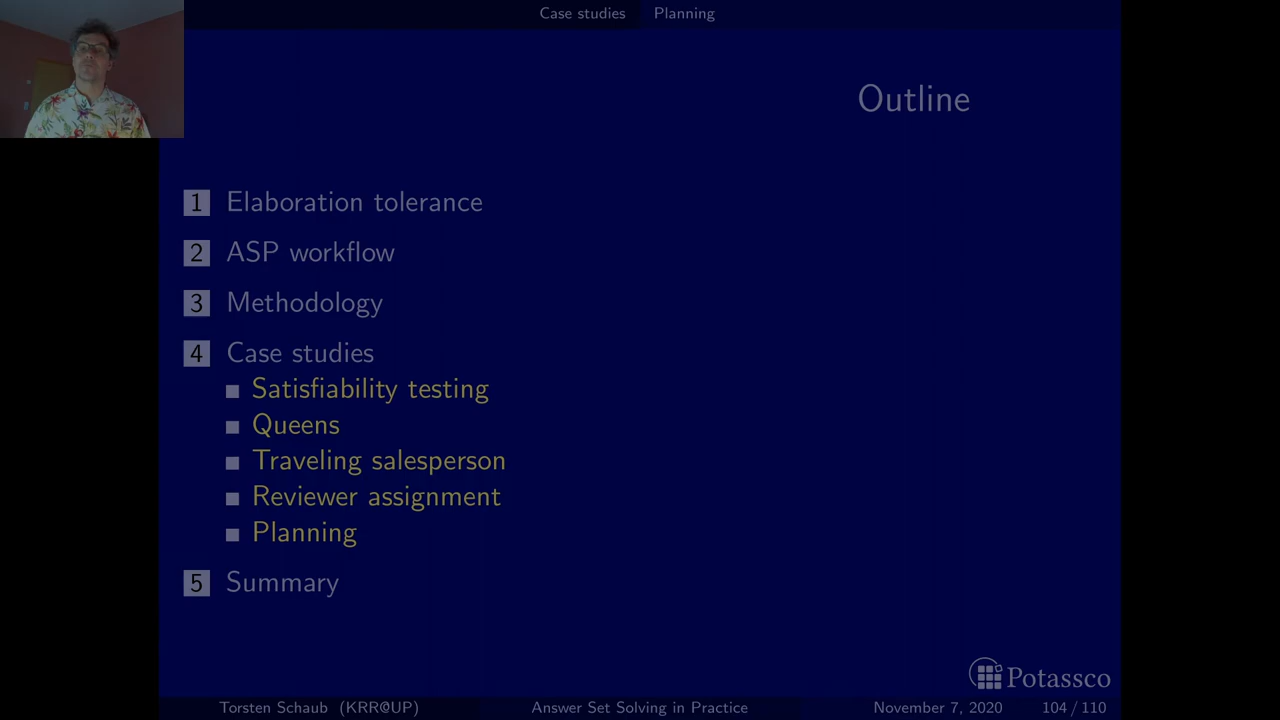 Case studies Planning
Outline
1 Elaboration tolerance
2 ASP workflow
3 Methodology
4 Case studies
Satisfiability testing
Queens
Traveling salesperson
Reviewer assignment
Planning
5 Summary
Potassco
Torsten Schaub (KRR@UP) Answer Set Solving in Practice November 7, 2020 104 / 110